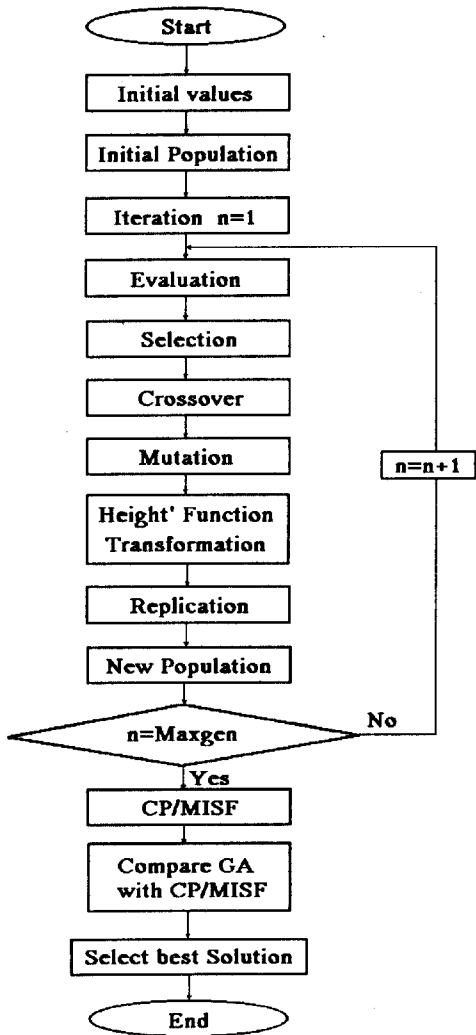 Start
Initial values
Initial Population
Iteration n=1
Evaluation
Selection
Crossover
Mutation
n=n+1
Height' Function
Transformation
Replication
New Population
No
n=Maxgen
Yes
CP/MISF
Compare GA
with CP/MISF
Select best Solution
End